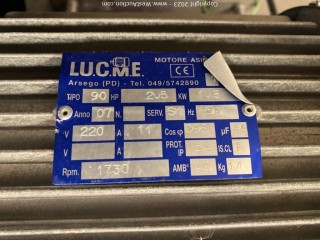 Copyright 2023 - www.WestAuction.com
L.U.C.M.E.
MOTORE ASI
CE
Arsego (PD) - Tel. 049/5742890
TIPO 90 HP 2.5 KW
Anno 07 N. SERV. S1 Hz
V 220 A 11 Cos φ µF
A PROT. IP IS.CL
Rpm. 1730 AMB° Kg